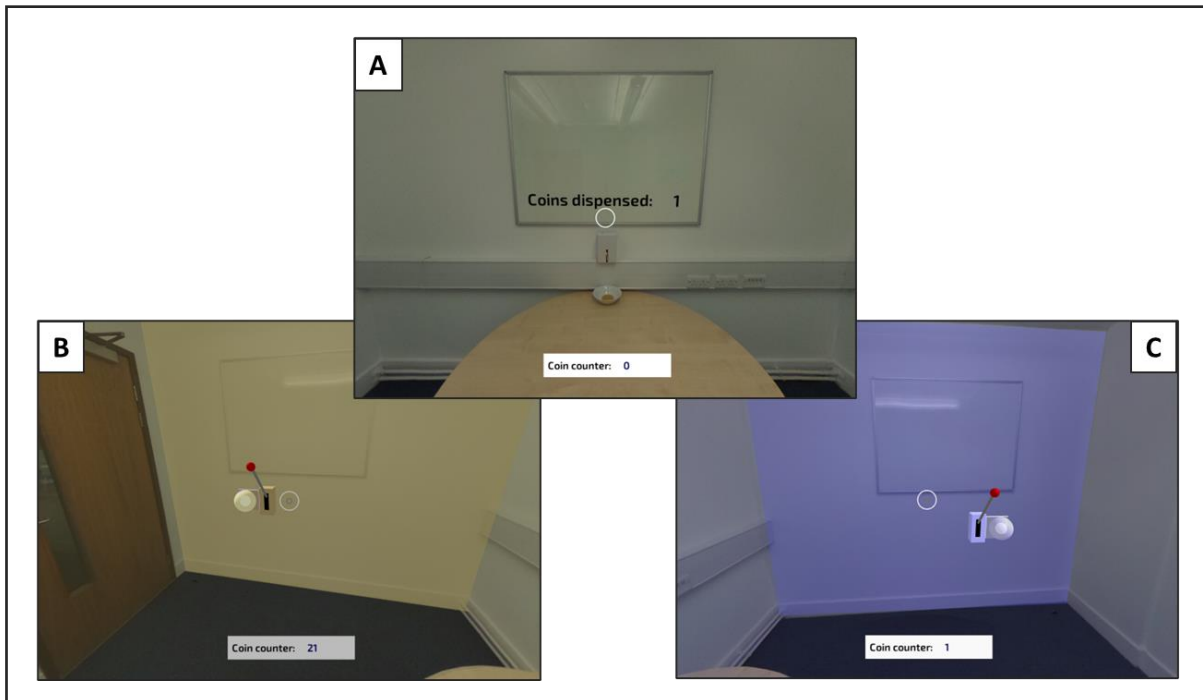 A
Coins dispensed: 1
Coin counter: 0
B
Coin counter: 21
C
Coin counter: 1